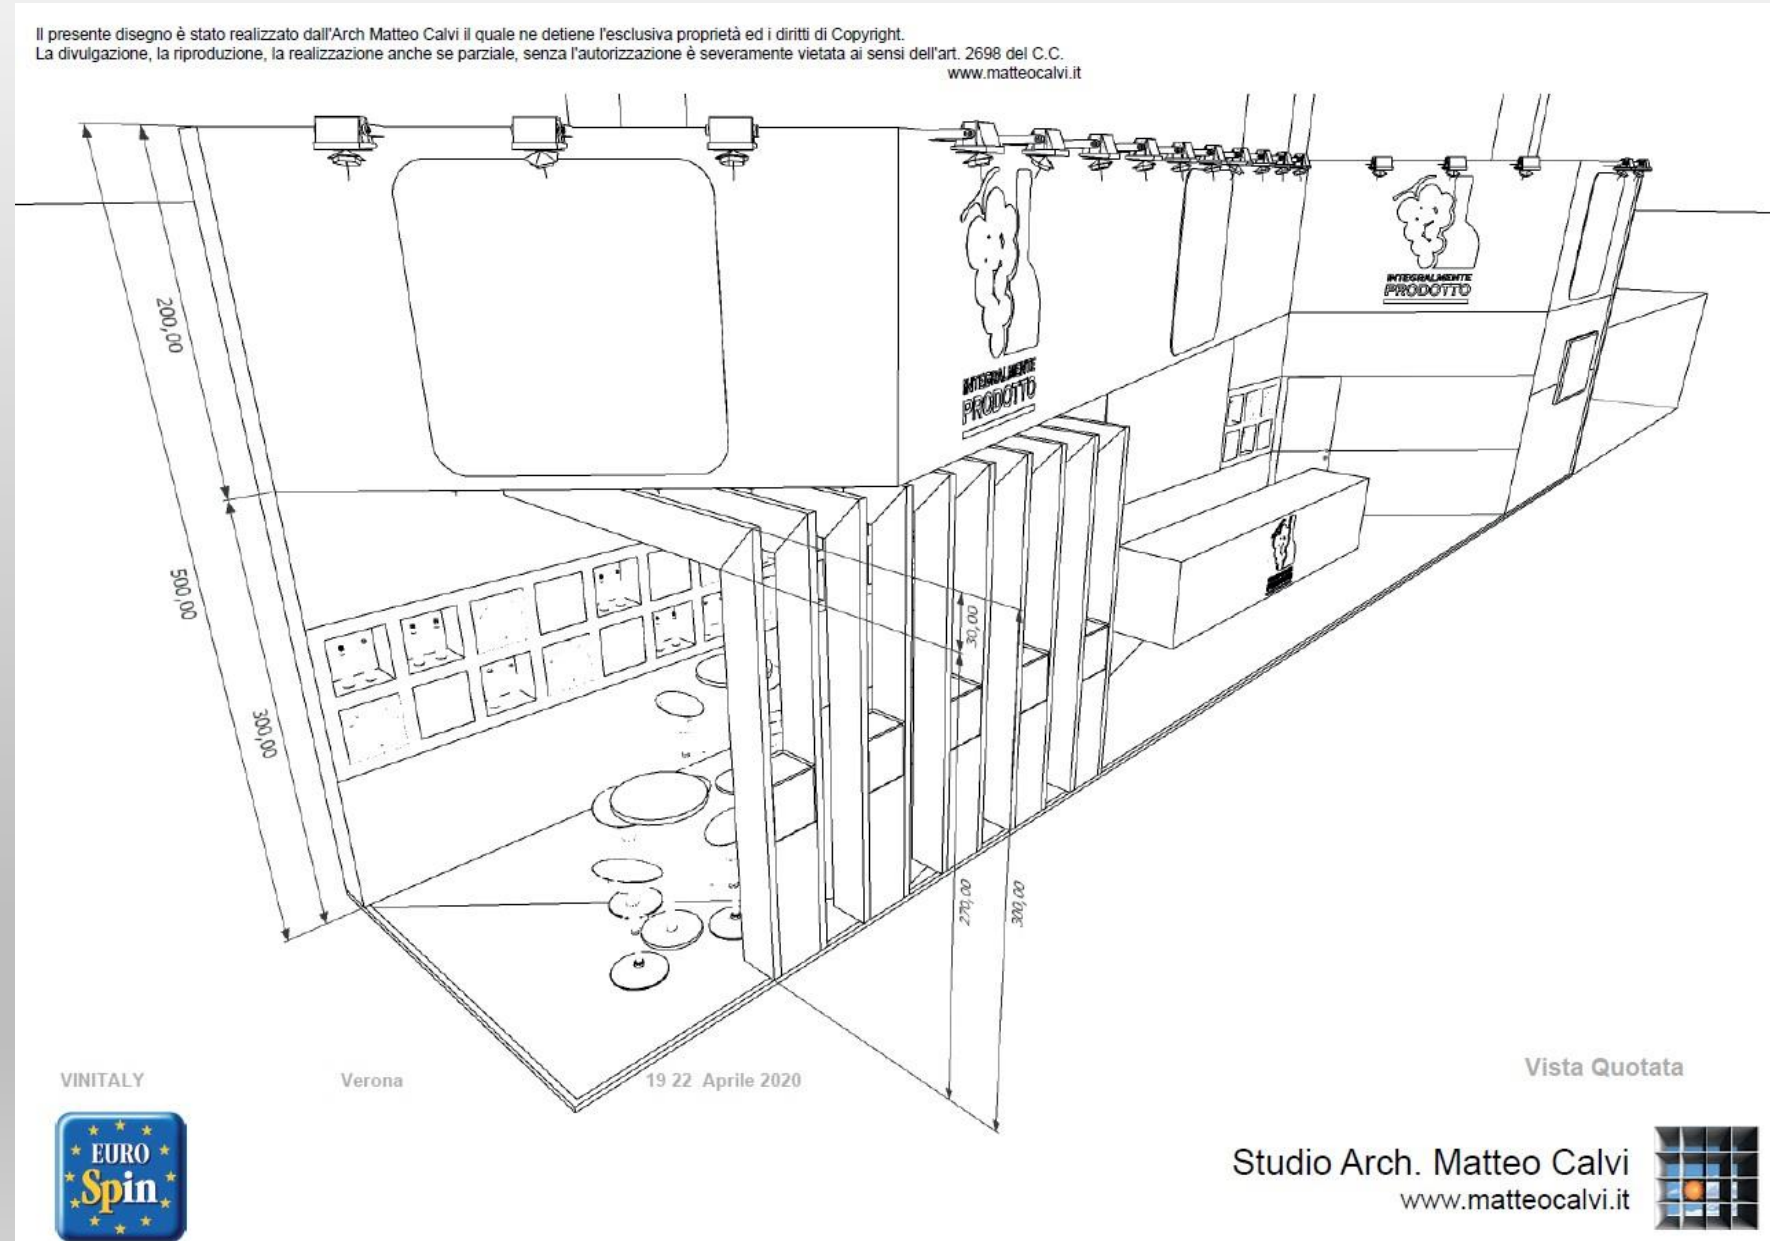 Il presente disegno è stato realizzato dall'Arch Matteo Calvi il quale ne detiene l'esclusiva proprietà ed i diritti di Copyright.
La divulgazione, la riproduzione, la realizzazione anche se parziale, senza l'autorizzazione è severamente vietata ai sensi dell'art. 2698 del C.C.
www.matteocalvi.it
200,00
500,00
300,00
INTEGRALMENTE
PRODOTTO
INTEGRALMENTE
PRODOTTO
30,00
270,00
300,00
VINITALY Verona 19 22 Aprile 2020
Vista Quotata
EURO
Spin
Studio Arch. Matteo Calvi
www.matteocalvi.it